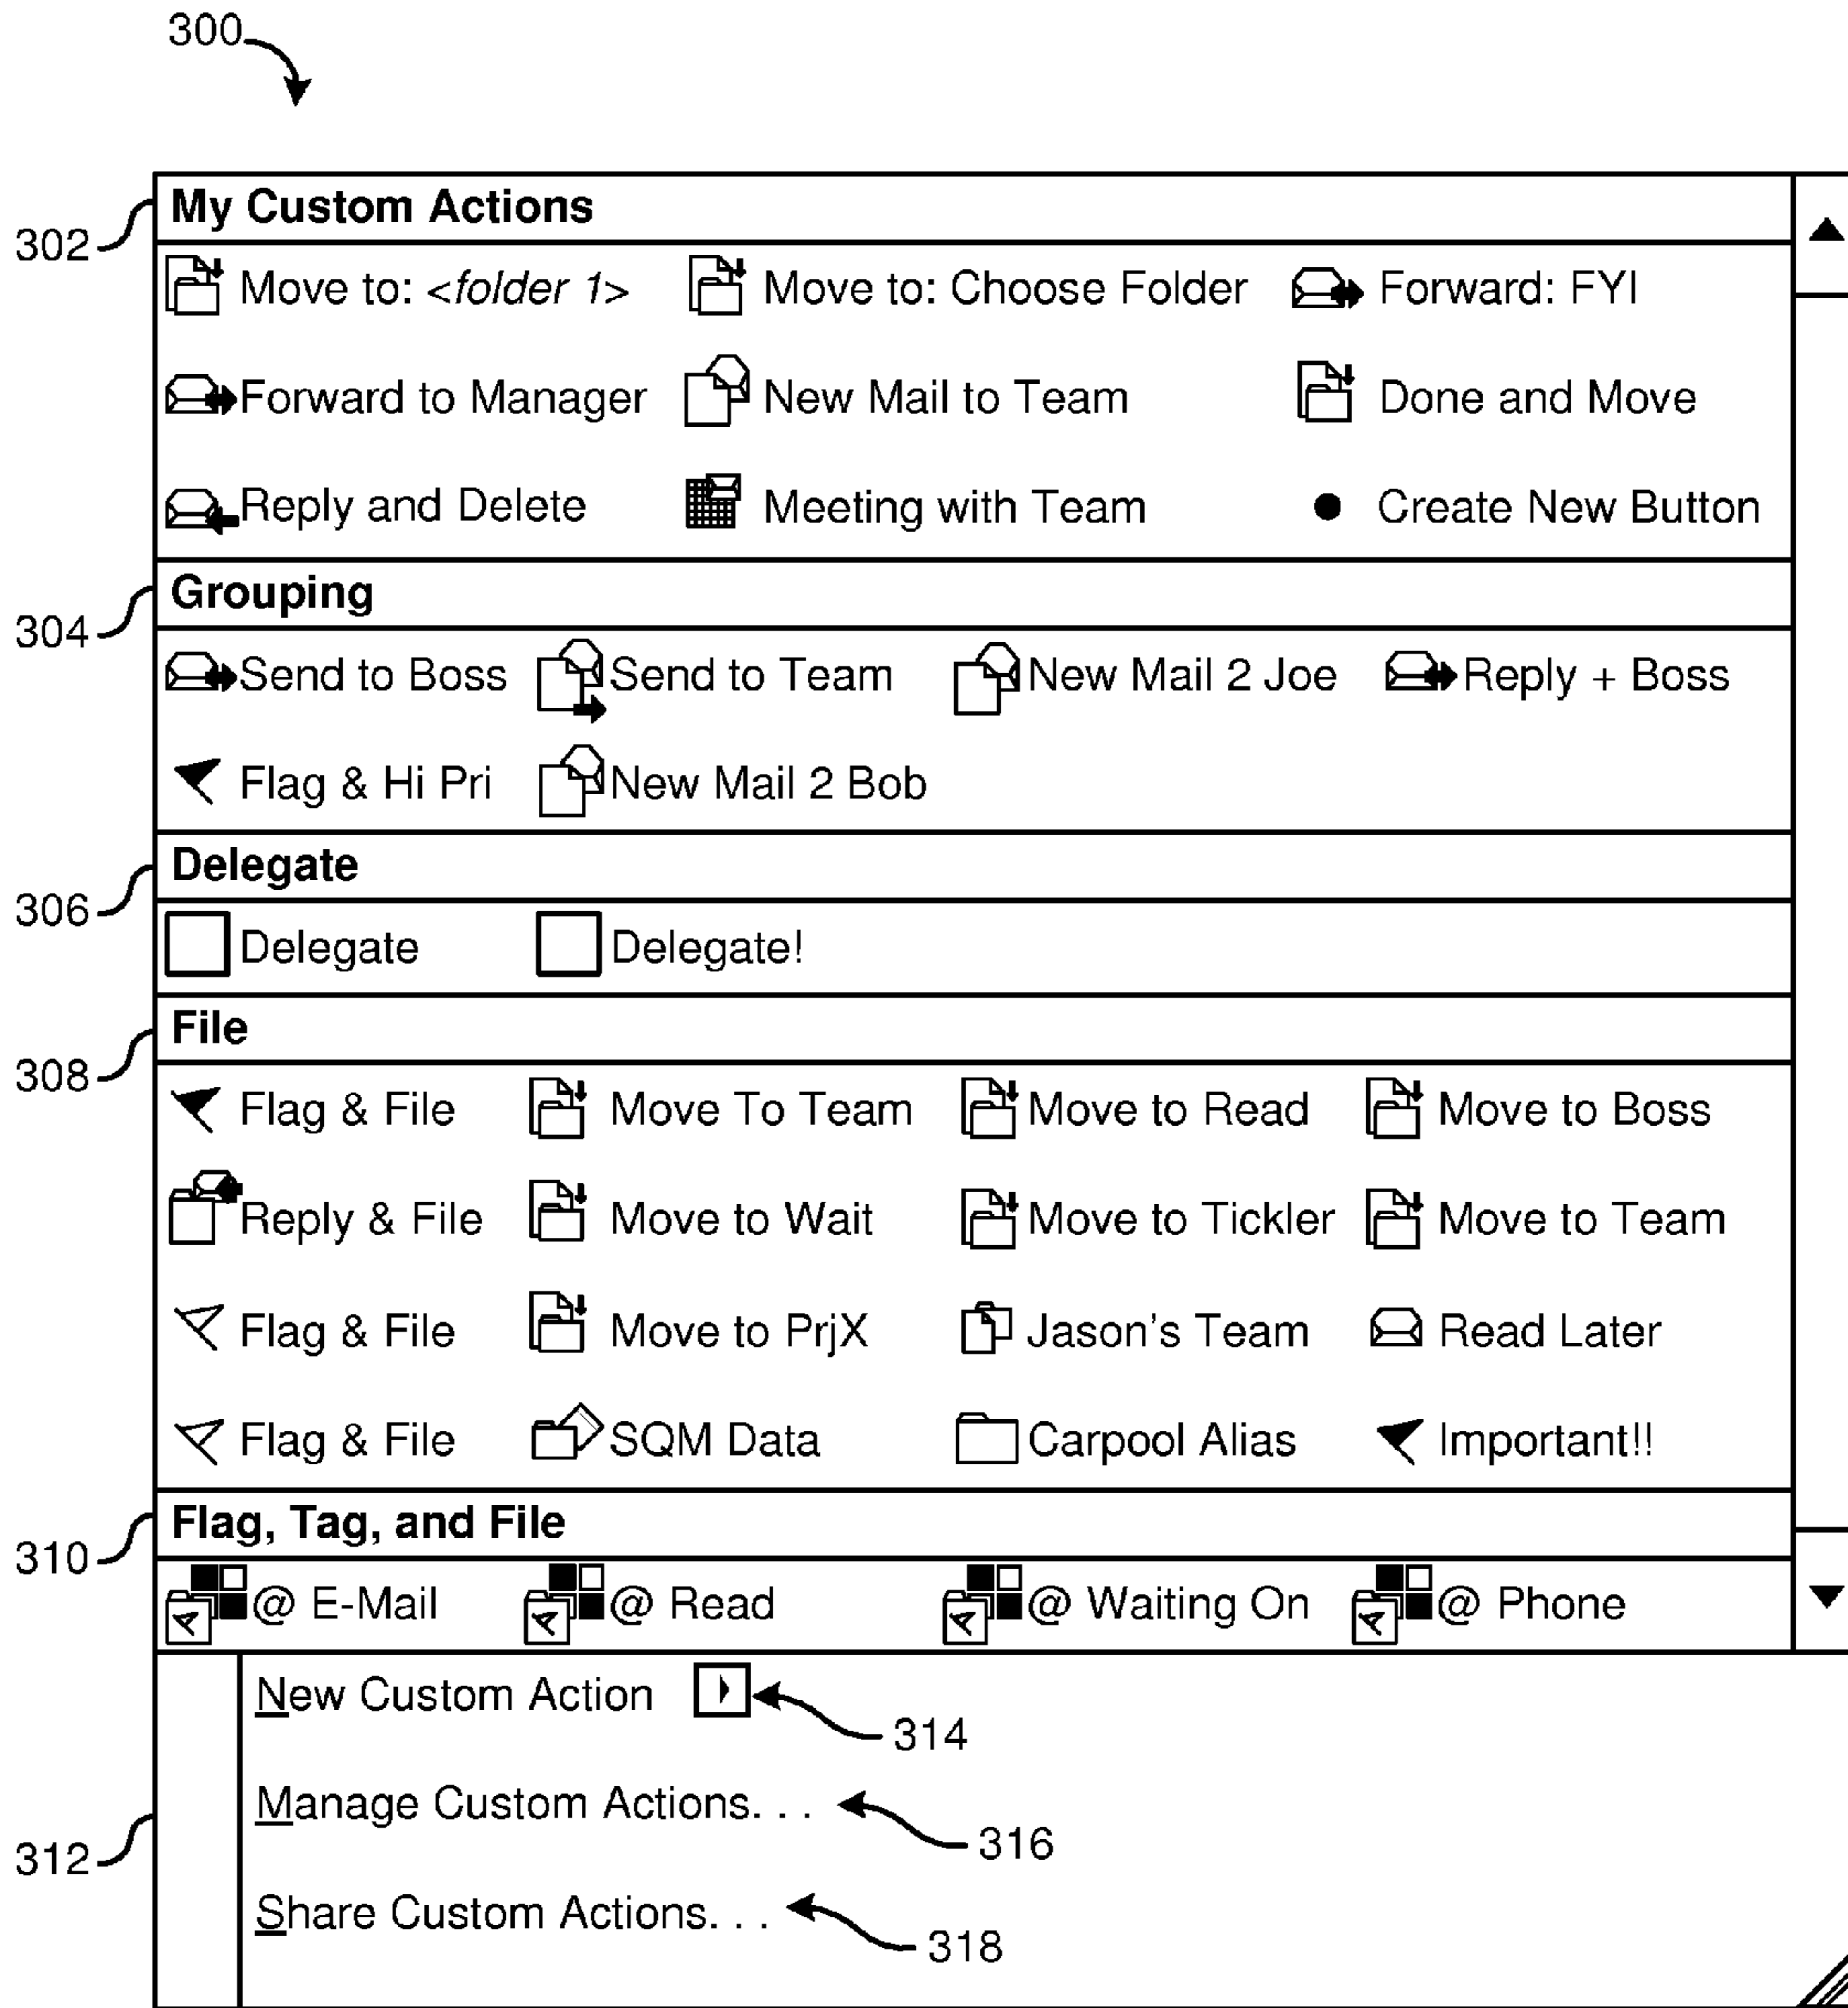 300
302 My Custom Actions
Move to: <folder 1> Move to: Choose Folder Forward: FYI
Forward to Manager New Mail to Team Done and Move
Reply and Delete Meeting with Team Create New Button
304 Grouping
Send to Boss Send to Team New Mail 2 Joe Reply + Boss
Flag & Hi Pri New Mail 2 Bob
306 Delegate
Delegate Delegate!
308 File
Flag & File Move To Team Move to Read Move to Boss
Reply & File Move to Wait Move to Tickler Move to Team
Flag & File Move to PrjX Jason's Team Read Later
Flag & File SQM Data Carpool Alias Important!!
310 Flag, Tag, and File
@ E-Mail @ Read @ Waiting On @ Phone
New Custom Action
314
Manage Custom Actions. . .
316
312
Share Custom Actions. . .
318